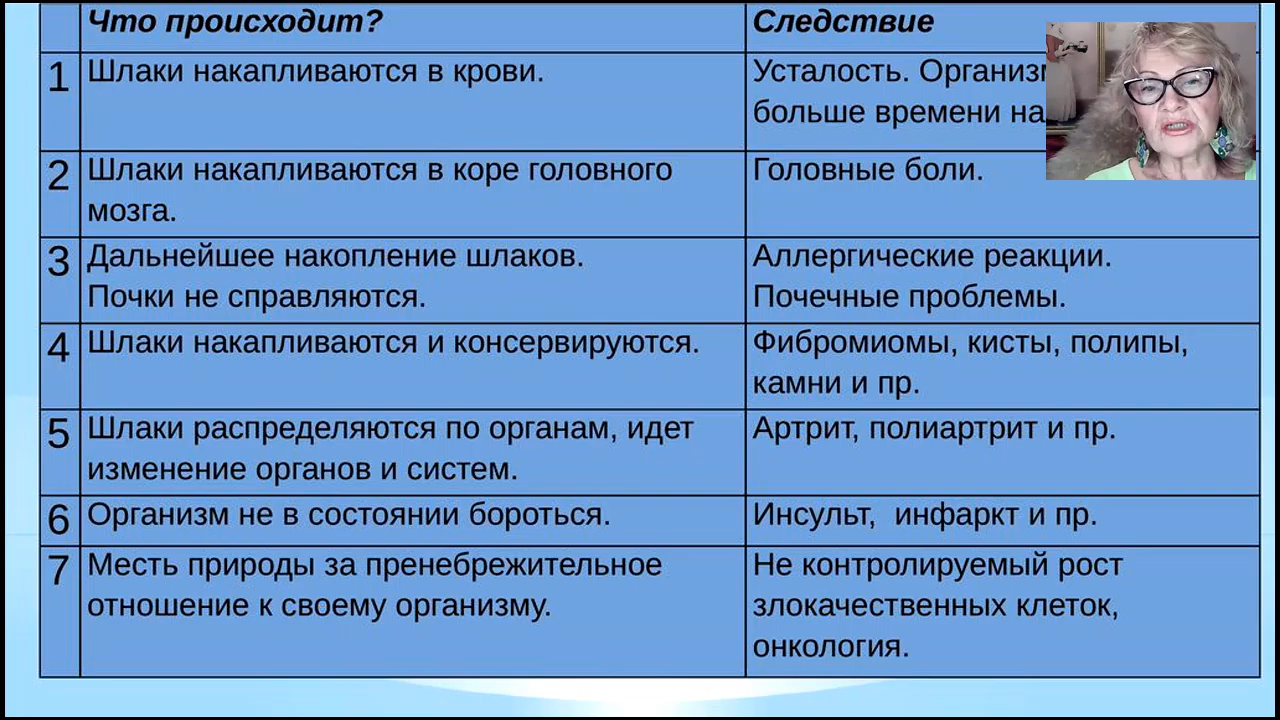 Что происходит?
Следствие
1
Шлаки накапливаются в крови.
Усталость. Организм
больше времени на
2
Шлаки накапливаются в коре головного
мозга.
Головные боли.
3
Дальнейшее накопление шлаков.
Почки не справляются.
Аллергические реакции.
Почечные проблемы.
4
Шлаки накапливаются и консервируются.
Фибромиомы, кисты, полипы,
камни и пр.
5
Шлаки распределяются по органам, идет
изменение органов и систем.
Артрит, полиартрит и пр.
6
Организм не в состоянии бороться.
Инсульт,  инфаркт и пр.
7
Месть природы за пренебрежительное
отношение к своему организму.
Не контролируемый рост
злокачественных клеток,
онкология.